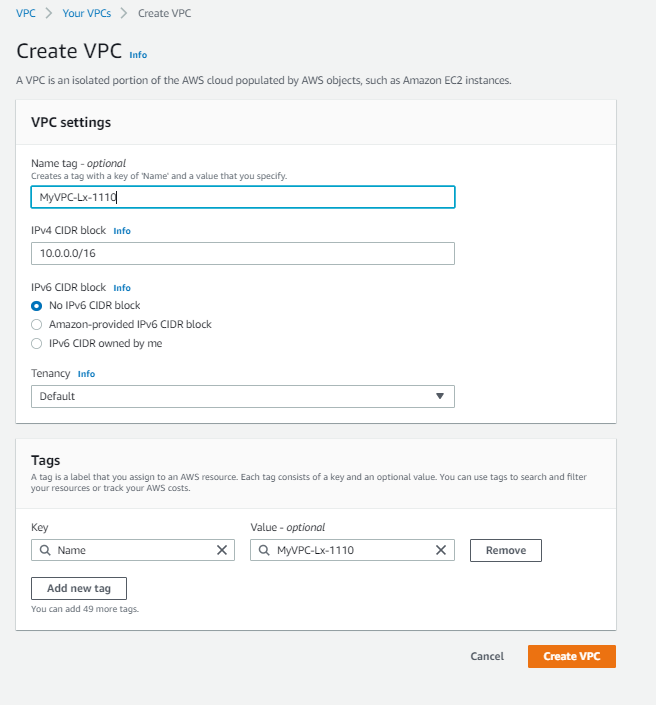 VPC > Your VPCs > Create VPC
Create VPC Info
A VPC is an isolated portion of the AWS cloud populated by AWS objects, such as Amazon EC2 instances.
VPC settings
Name tag - optional
Creates a tag with a key of 'Name' and a value that you specify.
MyVPC-Lx-1110
IPv4 CIDR block Info
10.0.0.0/16
IPv6 CIDR block Info
No IPv6 CIDR block
Amazon-provided IPv6 CIDR block
IPv6 CIDR owned by me
Tenancy Info
Default
Tags
A tag is a label that you assign to an AWS resource. Each tag consists of a key and an optional value. You can use tags to search and filter
your resources or track your AWS costs.
Key Value - optional
Name MyVPC-Lx-1110 Remove
Add new tag
You can add 49 more tags.
Cancel Create VPC